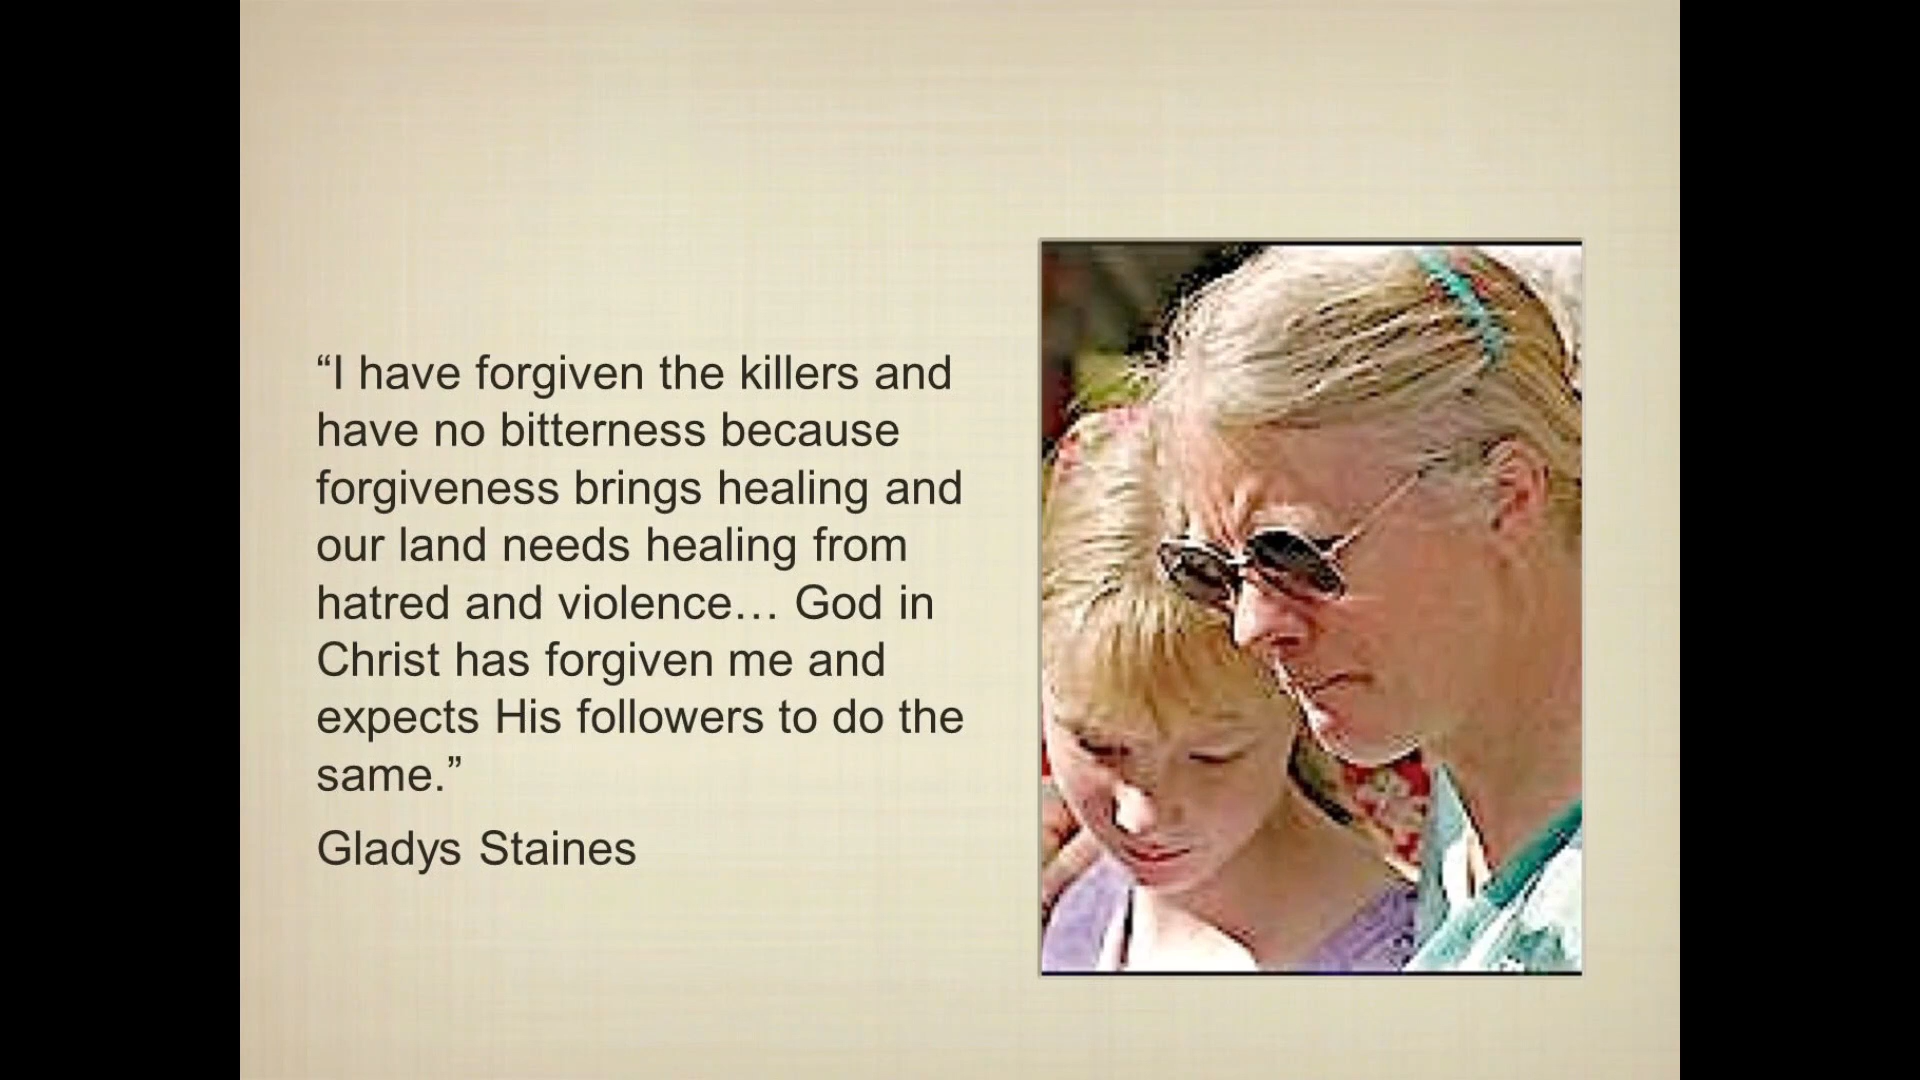 “I have forgiven the killers and
have no bitterness because
forgiveness brings healing and
our land needs healing from
hatred and violence… God in
Christ has forgiven me and
expects His followers to do the
same.”
Gladys Staines